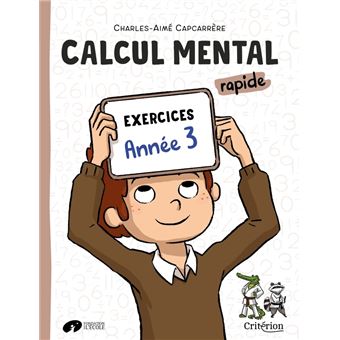 Charles-Aimé Capcarrère
CALCUL MENTAL
rapide
EXERCICES
Année 3
Critérion